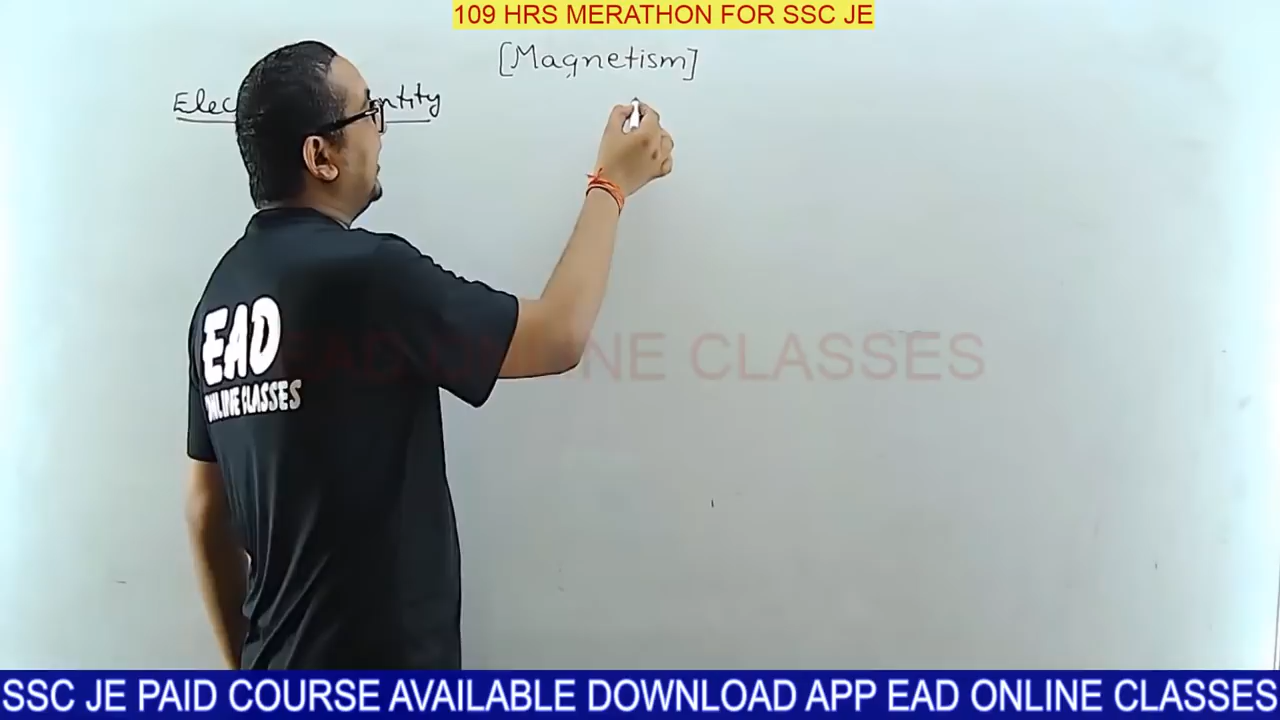 109 HRS MERATHON FOR SSC JE
[Magnetism]
EAD
ONLINE CLASSES
EAD ONLINE CLASSES
SSC JE PAID COURSE AVAILABLE DOWNLOAD APP EAD ONLINE CLASSES